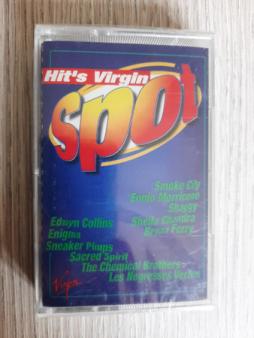 Hit's Virgin
spot
Smoke City
Ennio Morricone
Shaggy
Edwyn Collins
Sheila Chandra
Enigma
Bryan Ferry
Sneaker Pimps
Sacred Spirit
The Chemical Brothers
Les Negresses Vertes
Virgin